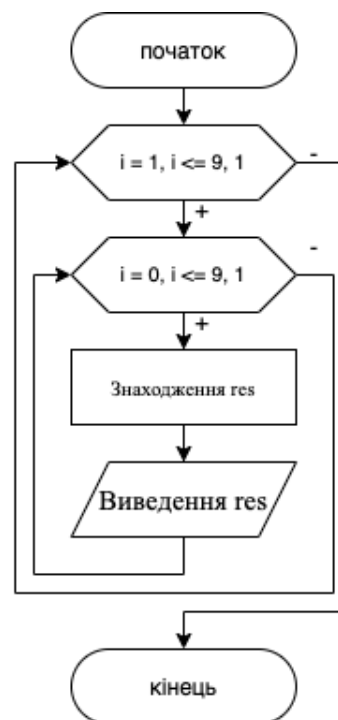 початок
i = 1, i <= 9, 1
-
+
i = 0, i <= 9, 1
-
+
Знаходження res
Виведення res
кінець